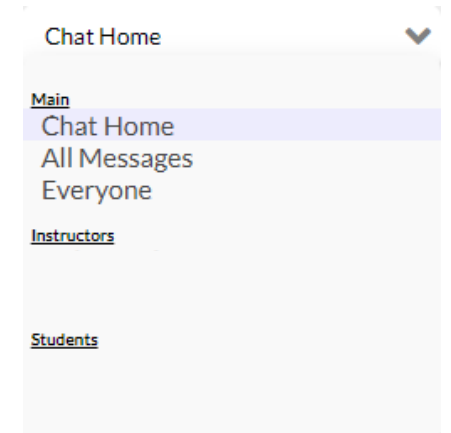 Chat Home
Main
Chat Home
All Messages
Everyone
Instructors
Students